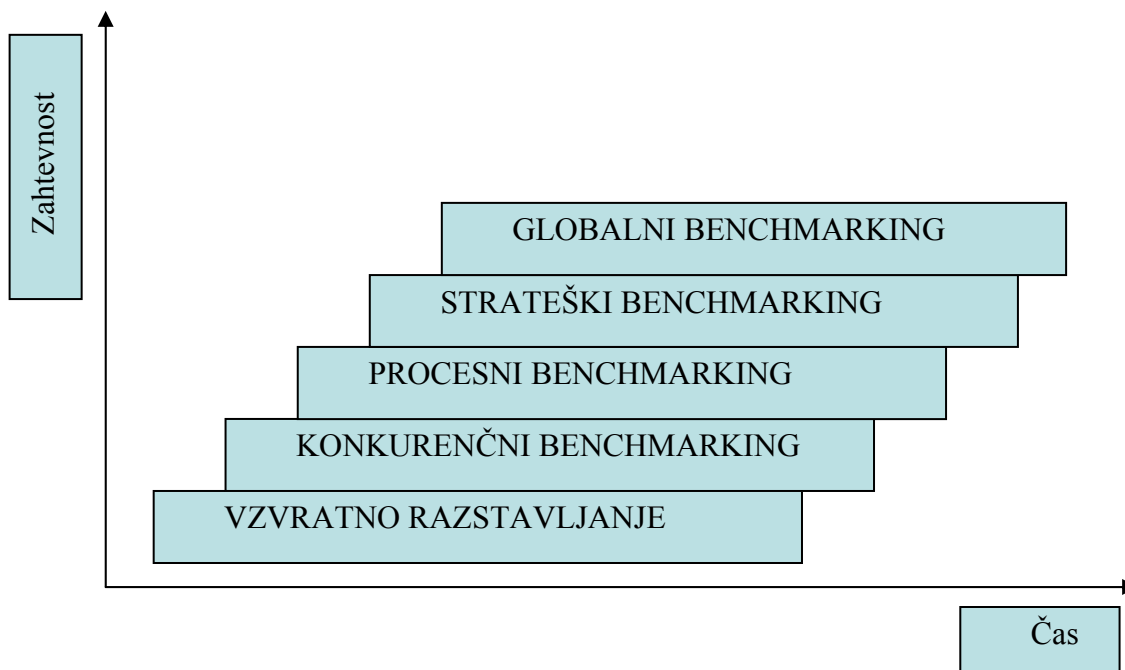 Zahtevnost
GLOBALNI BENCHMARKING
STRATEŠKI BENCHMARKING
PROCESNI BENCHMARKING
KONKURENČNI BENCHMARKING
VZVRATNO RAZSTAVLJANJE
Čas